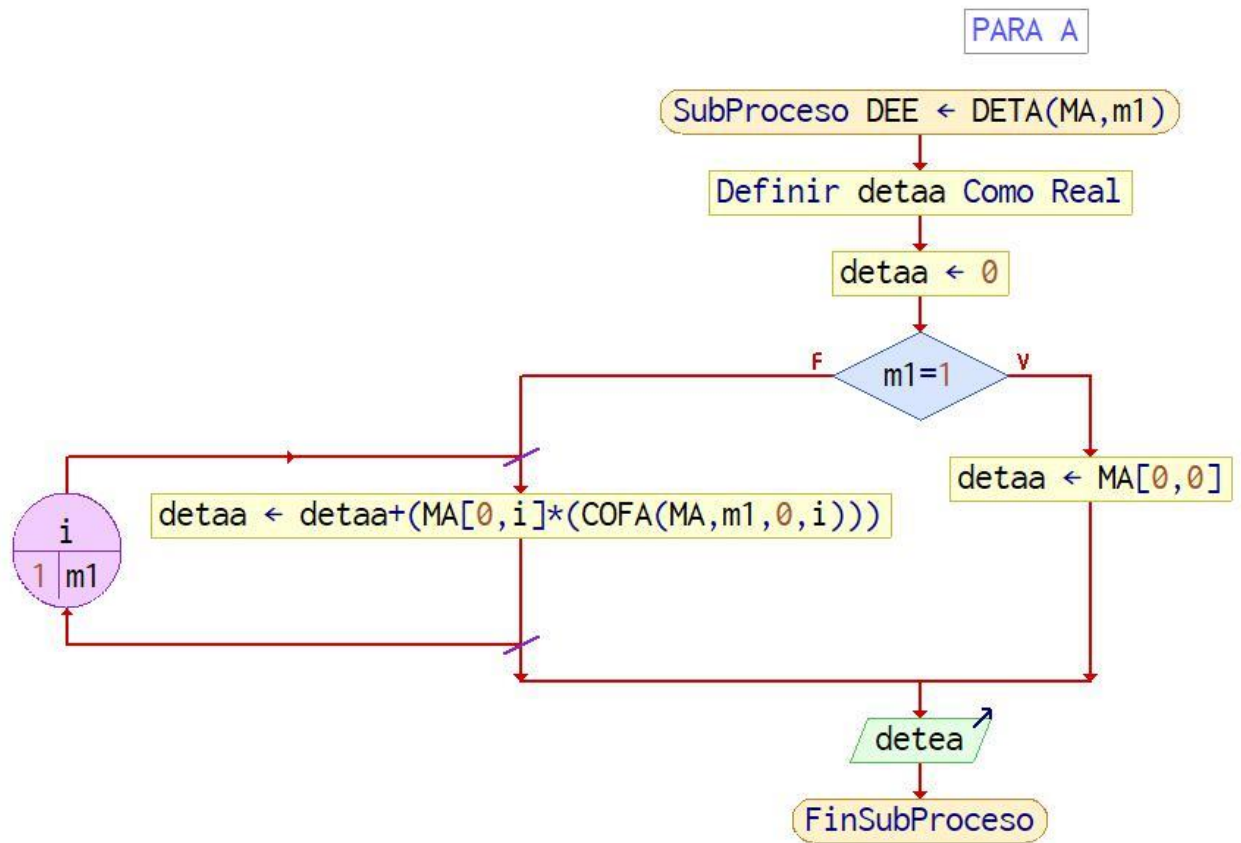 PARA A
SubProceso DEE ← DETA(MA,m1)
Definir detaa Como Real
detaa ← 0
F
m1=1
V
detaa ← detaa+(MA[0,i]*(COFA(MA,m1,0,i)))
detaa ← MA[0,0]
i
1 m1
detea
FinSubProceso